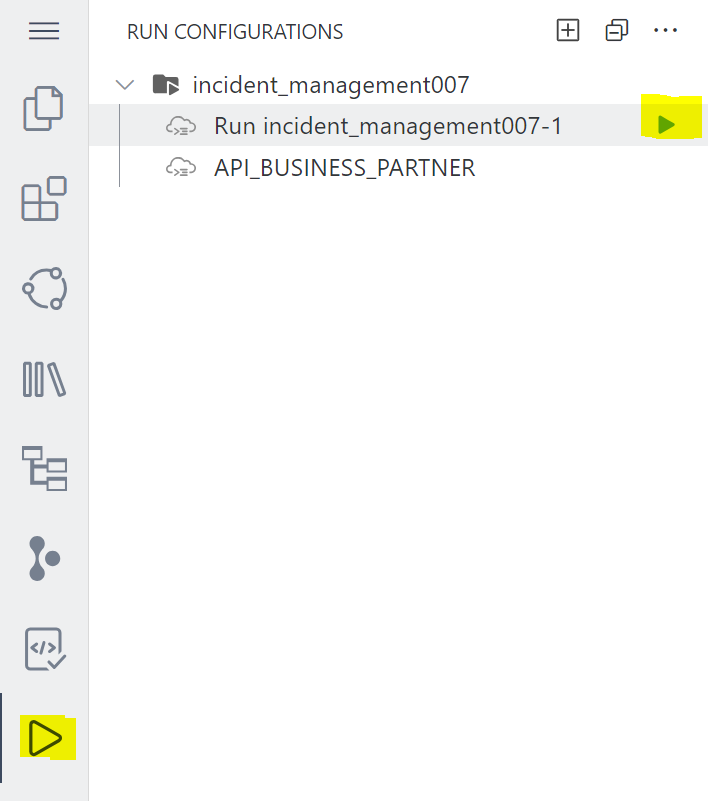 RUN CONFIGURATIONS
incident_management007
Run incident_management007-1
API_BUSINESS_PARTNER